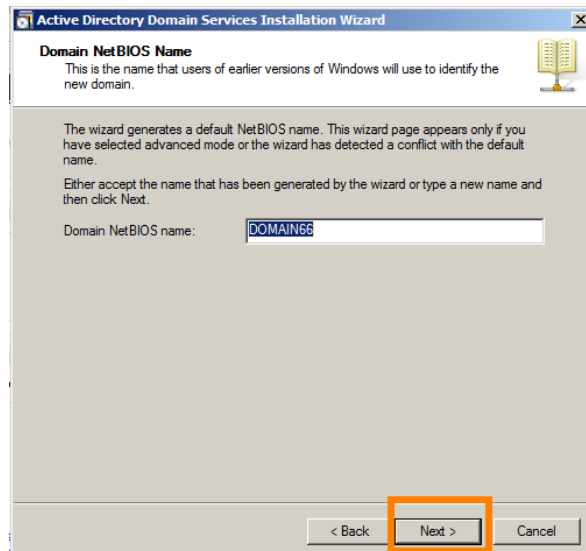 Active Directory Domain Services Installation Wizard
Domain NetBIOS Name
This is the name that users of earlier versions of Windows will use to identify the
new domain.
The wizard generates a default NetBIOS name. This wizard page appears only if you
have selected advanced mode or the wizard has detected a conflict with the default
name.
Either accept the name that has been generated by the wizard or type a new name and
then click Next.
Domain NetBIOS name: DOMAIN66
< Back Next > Cancel